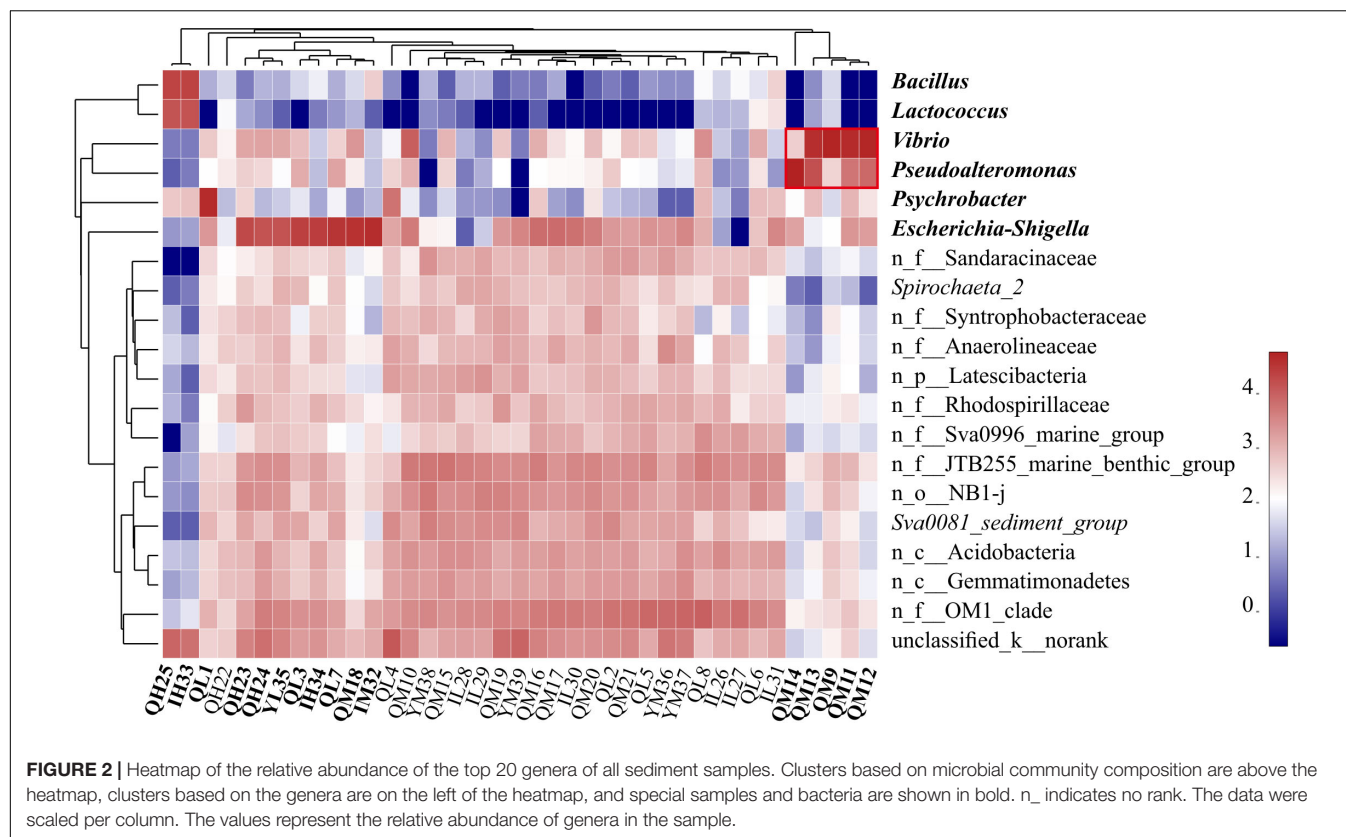 Bacillus
Lactococcus
Vibrio
Pseudoalteromonas
Psychrobacter
Escherichia-Shigella
n_f__Sandaracinaceae
Spirochaeta_2
n_f__Syntrophobacteraceae
n_f__Anaerolineaceae
n_p__Latescibacteria
n_f__Rhodospirillaceae
n_f__Sva0996_marine_group
n_f__JTB255_marine_benthic_group
n_o__NB1-j
Sva0081_sediment_group
n_c__Acidobacteria
n_c__Gemmatimonadetes
n_f__OM1_clade
unclassified_k__norank
4
3
2
1
0
QH25
IH33
QL1
QH22
QH23
QH24
YL35
QL3
IH34
QL7
QM18
IM32
QL4
QM10
YM38
QM15
IL28
IL29
QM19
YM39
QM16
QM17
IL30
QM20
QL2
QM21
QL5
YM36
YM37
QL8
IL26
IL27
QL6
IL31
QM14
QM13
QM9
QM11
QM12
FIGURE 2 | Heatmap of the relative abundance of the top 20 genera of all sediment samples. Clusters based on microbial community composition are above the
heatmap, clusters based on the genera are on the left of the heatmap, and special samples and bacteria are shown in bold. n_ indicates no rank. The data were
scaled per column. The values represent the relative abundance of genera in the sample.